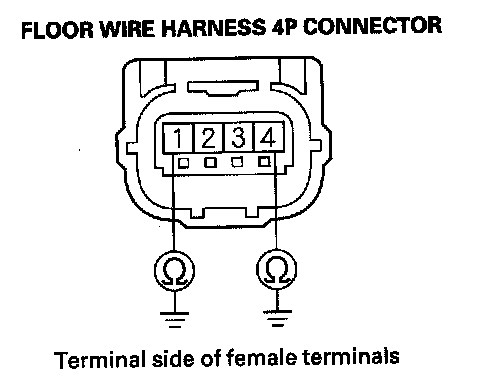 FLOOR WIRE HARNESS 4P CONNECTOR
1 2 3 4
Ω Ω
Terminal side of female terminals